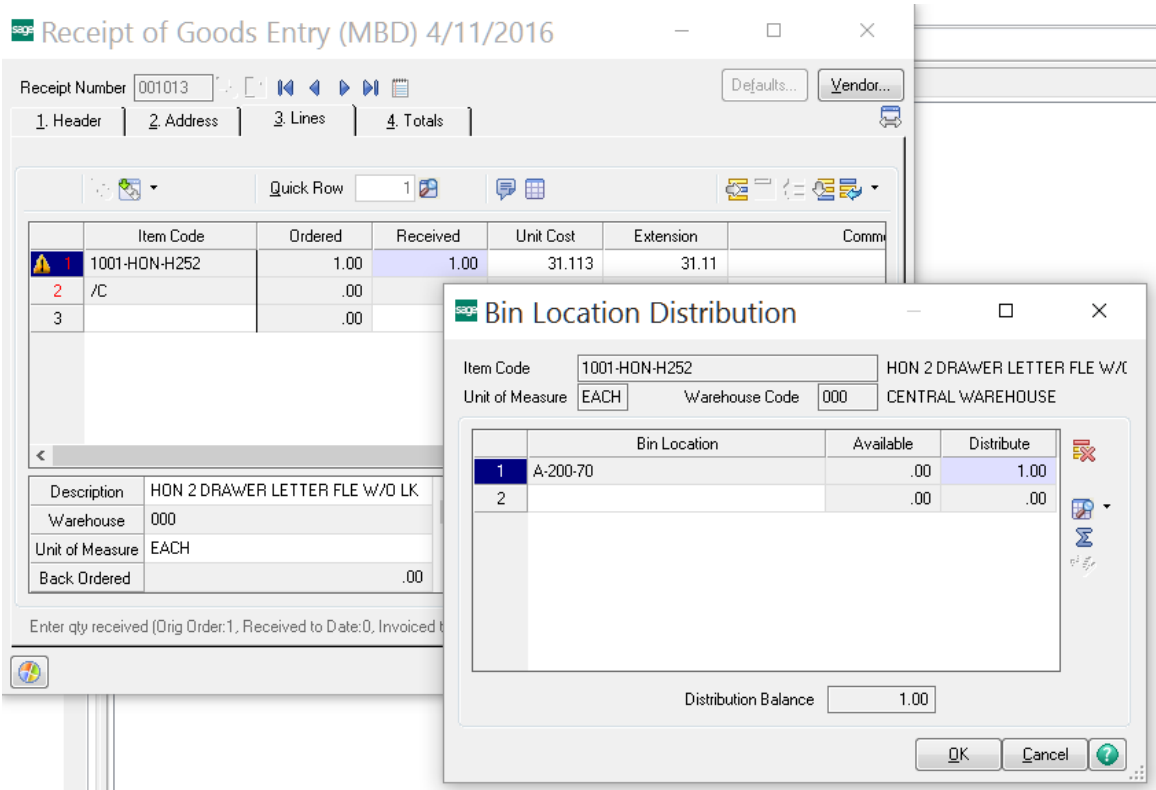 sage Receipt of Goods Entry (MBD) 4/11/2016
Receipt Number 001013 Defaults... Vendor...
1. Header 2. Address 3. Lines 4. Totals
Quick Row 1
Item Code Ordered Received Unit Cost Extension
1 1001-HON-H252 1.00 1.00 31.113 31.11
2 /C .00
3 .00
Description HON 2 DRAWER LETTER FLE W/O LK
Warehouse 000
Unit of Measure EACH
Back Ordered .00
Enter qty received (Orig Order:1, Received to Date:0, Invoiced
sage Bin Location Distribution
Item Code 1001-HON-H252 HON 2 DRAWER LETTER FLE W/
Unit of Measure EACH Warehouse Code 000 CENTRAL WAREHOUSE
Bin Location Available Distribute
1 A-200-70 .00 1.00
2 .00 .00
Distribution Balance 1.00
OK Cancel ?